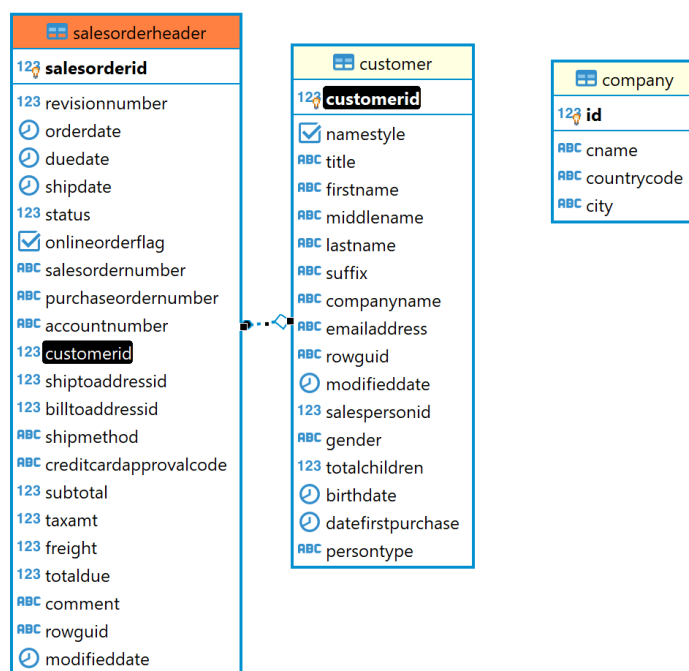 salesorderheader
123 salesorderid
123 revisionnumber
orderdate
duedate
shipdate
123 status
onlineorderflag
ABC salesordernumber
ABC purchaseordernumber
ABC accountnumber
123 customerid
123 shiptoaddressid
123 billtoaddressid
ABC shipmethod
ABC creditcardapprovalcode
123 subtotal
123 taxamt
123 freight
123 totaldue
ABC comment
ABC rowguid
modifieddate
customer
123 customerid
namestyle
ABC title
ABC firstname
ABC middlename
ABC lastname
ABC suffix
ABC companyname
ABC emailaddress
ABC rowguid
modifieddate
123 salespersonid
ABC gender
123 totalchildren
birthdate
datefirstpurchase
ABC persontype
company
123 id
ABC cname
ABC countrycode
ABC city